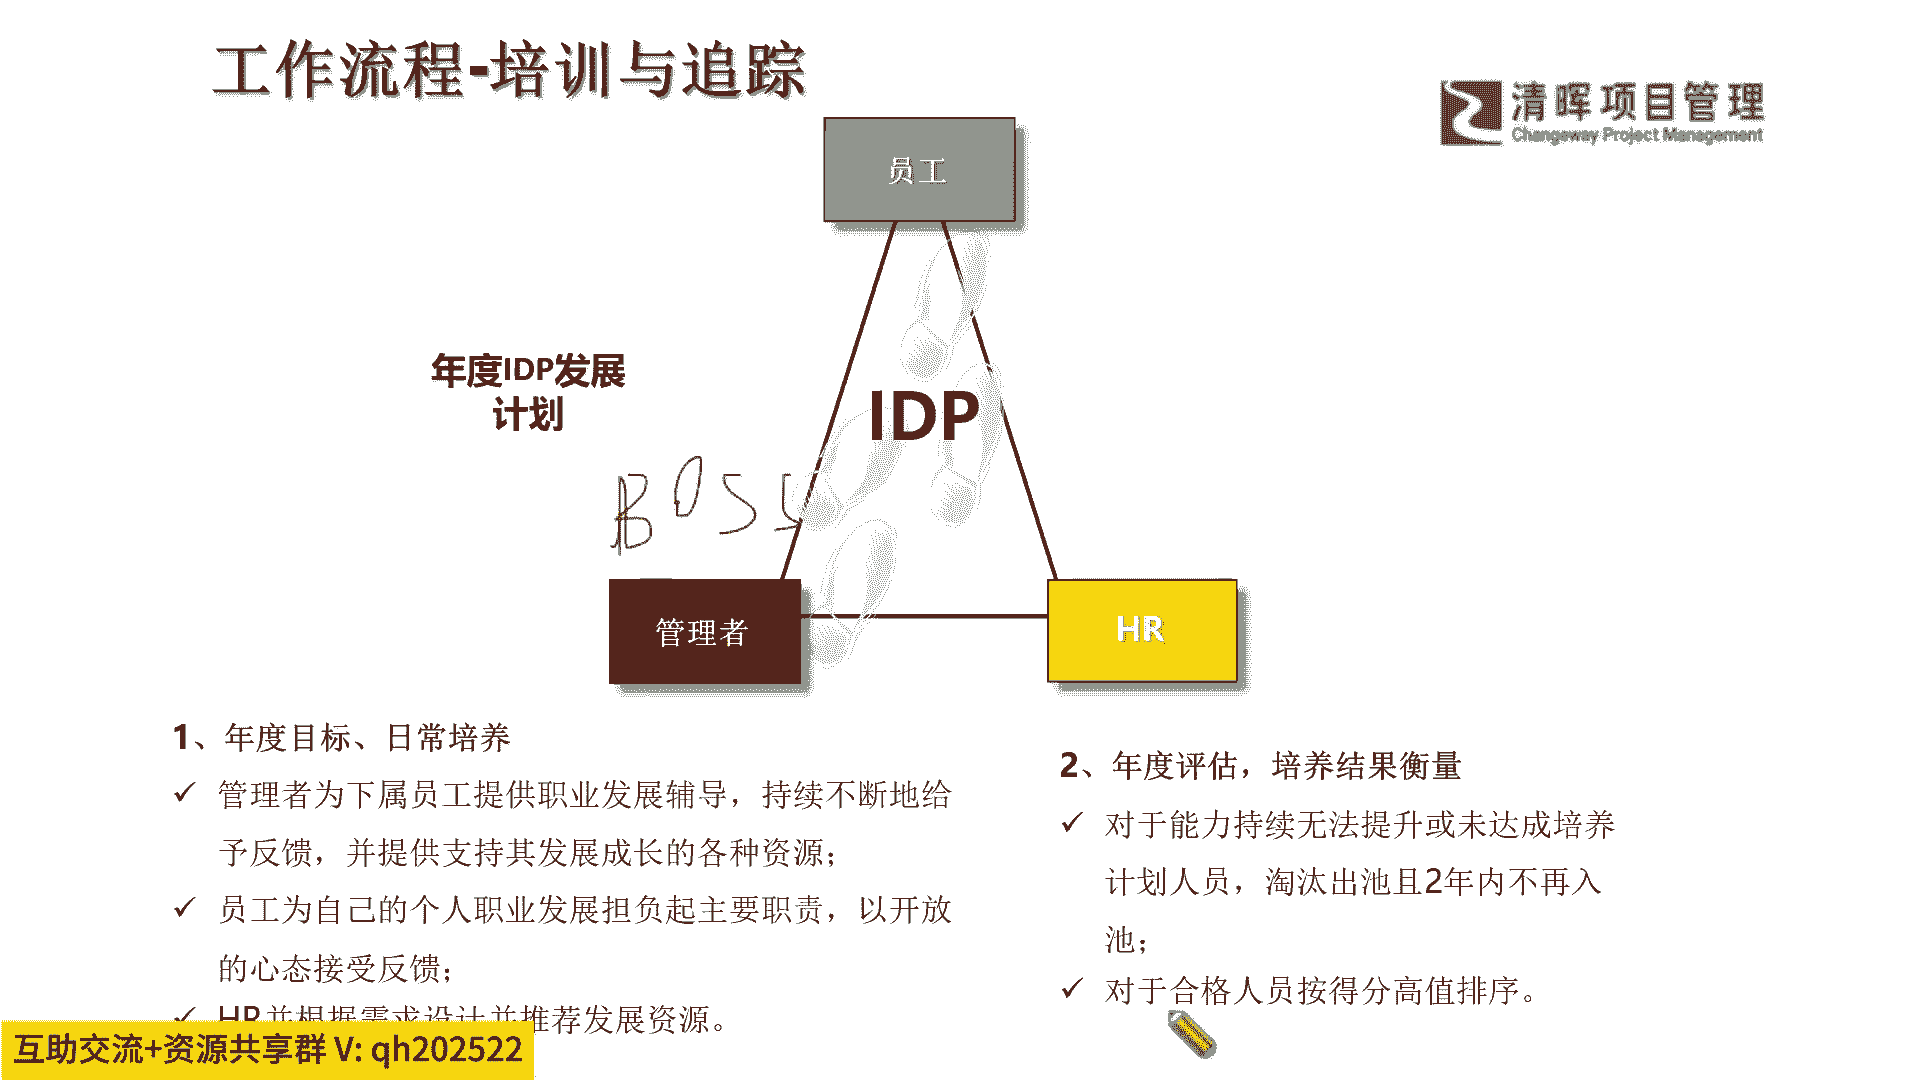 工作流程-培训与追踪
清晖项目管理
Changeway Project Management
员工
年度IDP发展
计划
IDP
BOSS
管理者
HR
1、年度目标、日常培养
✓ 管理者为下属员工提供职业发展辅导，持续不断地给
予反馈，并提供支持其发展成长的各种资源；
✓ 员工为自己的个人职业发展担负起主要职责，以开放
的心态接受反馈；
✓ HR并根据需求设计并推荐发展资源。
2、年度评估，培养结果衡量
✓ 对于能力持续无法提升或未达成培养
计划人员，淘汰出池且2年内不再入
池；
✓ 对于合格人员按得分高值排序。
互助交流+资源共享群 V: qh202522